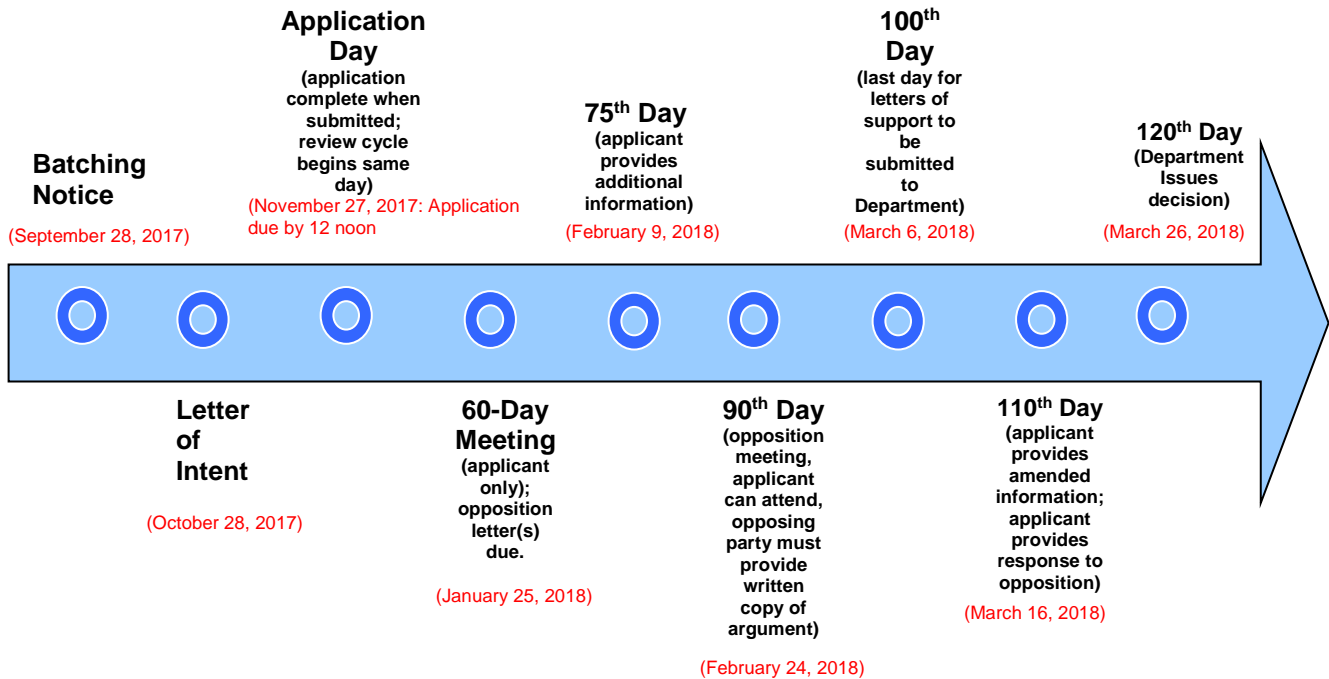 Batching
Notice
(September 28, 2017)
Letter
of
Intent
(October 28, 2017)
Application
Day
(application
complete when
submitted;
review cycle
begins same
day)
(November 27, 2017: Application
due by 12 noon
60-Day
Meeting
(applicant
only);
opposition
letter(s)
due.
(January 25, 2018)
75th Day
(applicant
provides
additional
information)
(February 9, 2018)
90th Day
(opposition
meeting,
applicant
can attend,
opposing
party must
provide
written
copy of
argument)
(February 24, 2018)
100th
Day
(last day for
letters of
support to
be
submitted
to
Department)
(March 6, 2018)
110th Day
(applicant
provides
amended
information;
applicant
provides
response to
opposition)
(March 16, 2018)
120th Day
(Department
Issues
decision)
(March 26, 2018)